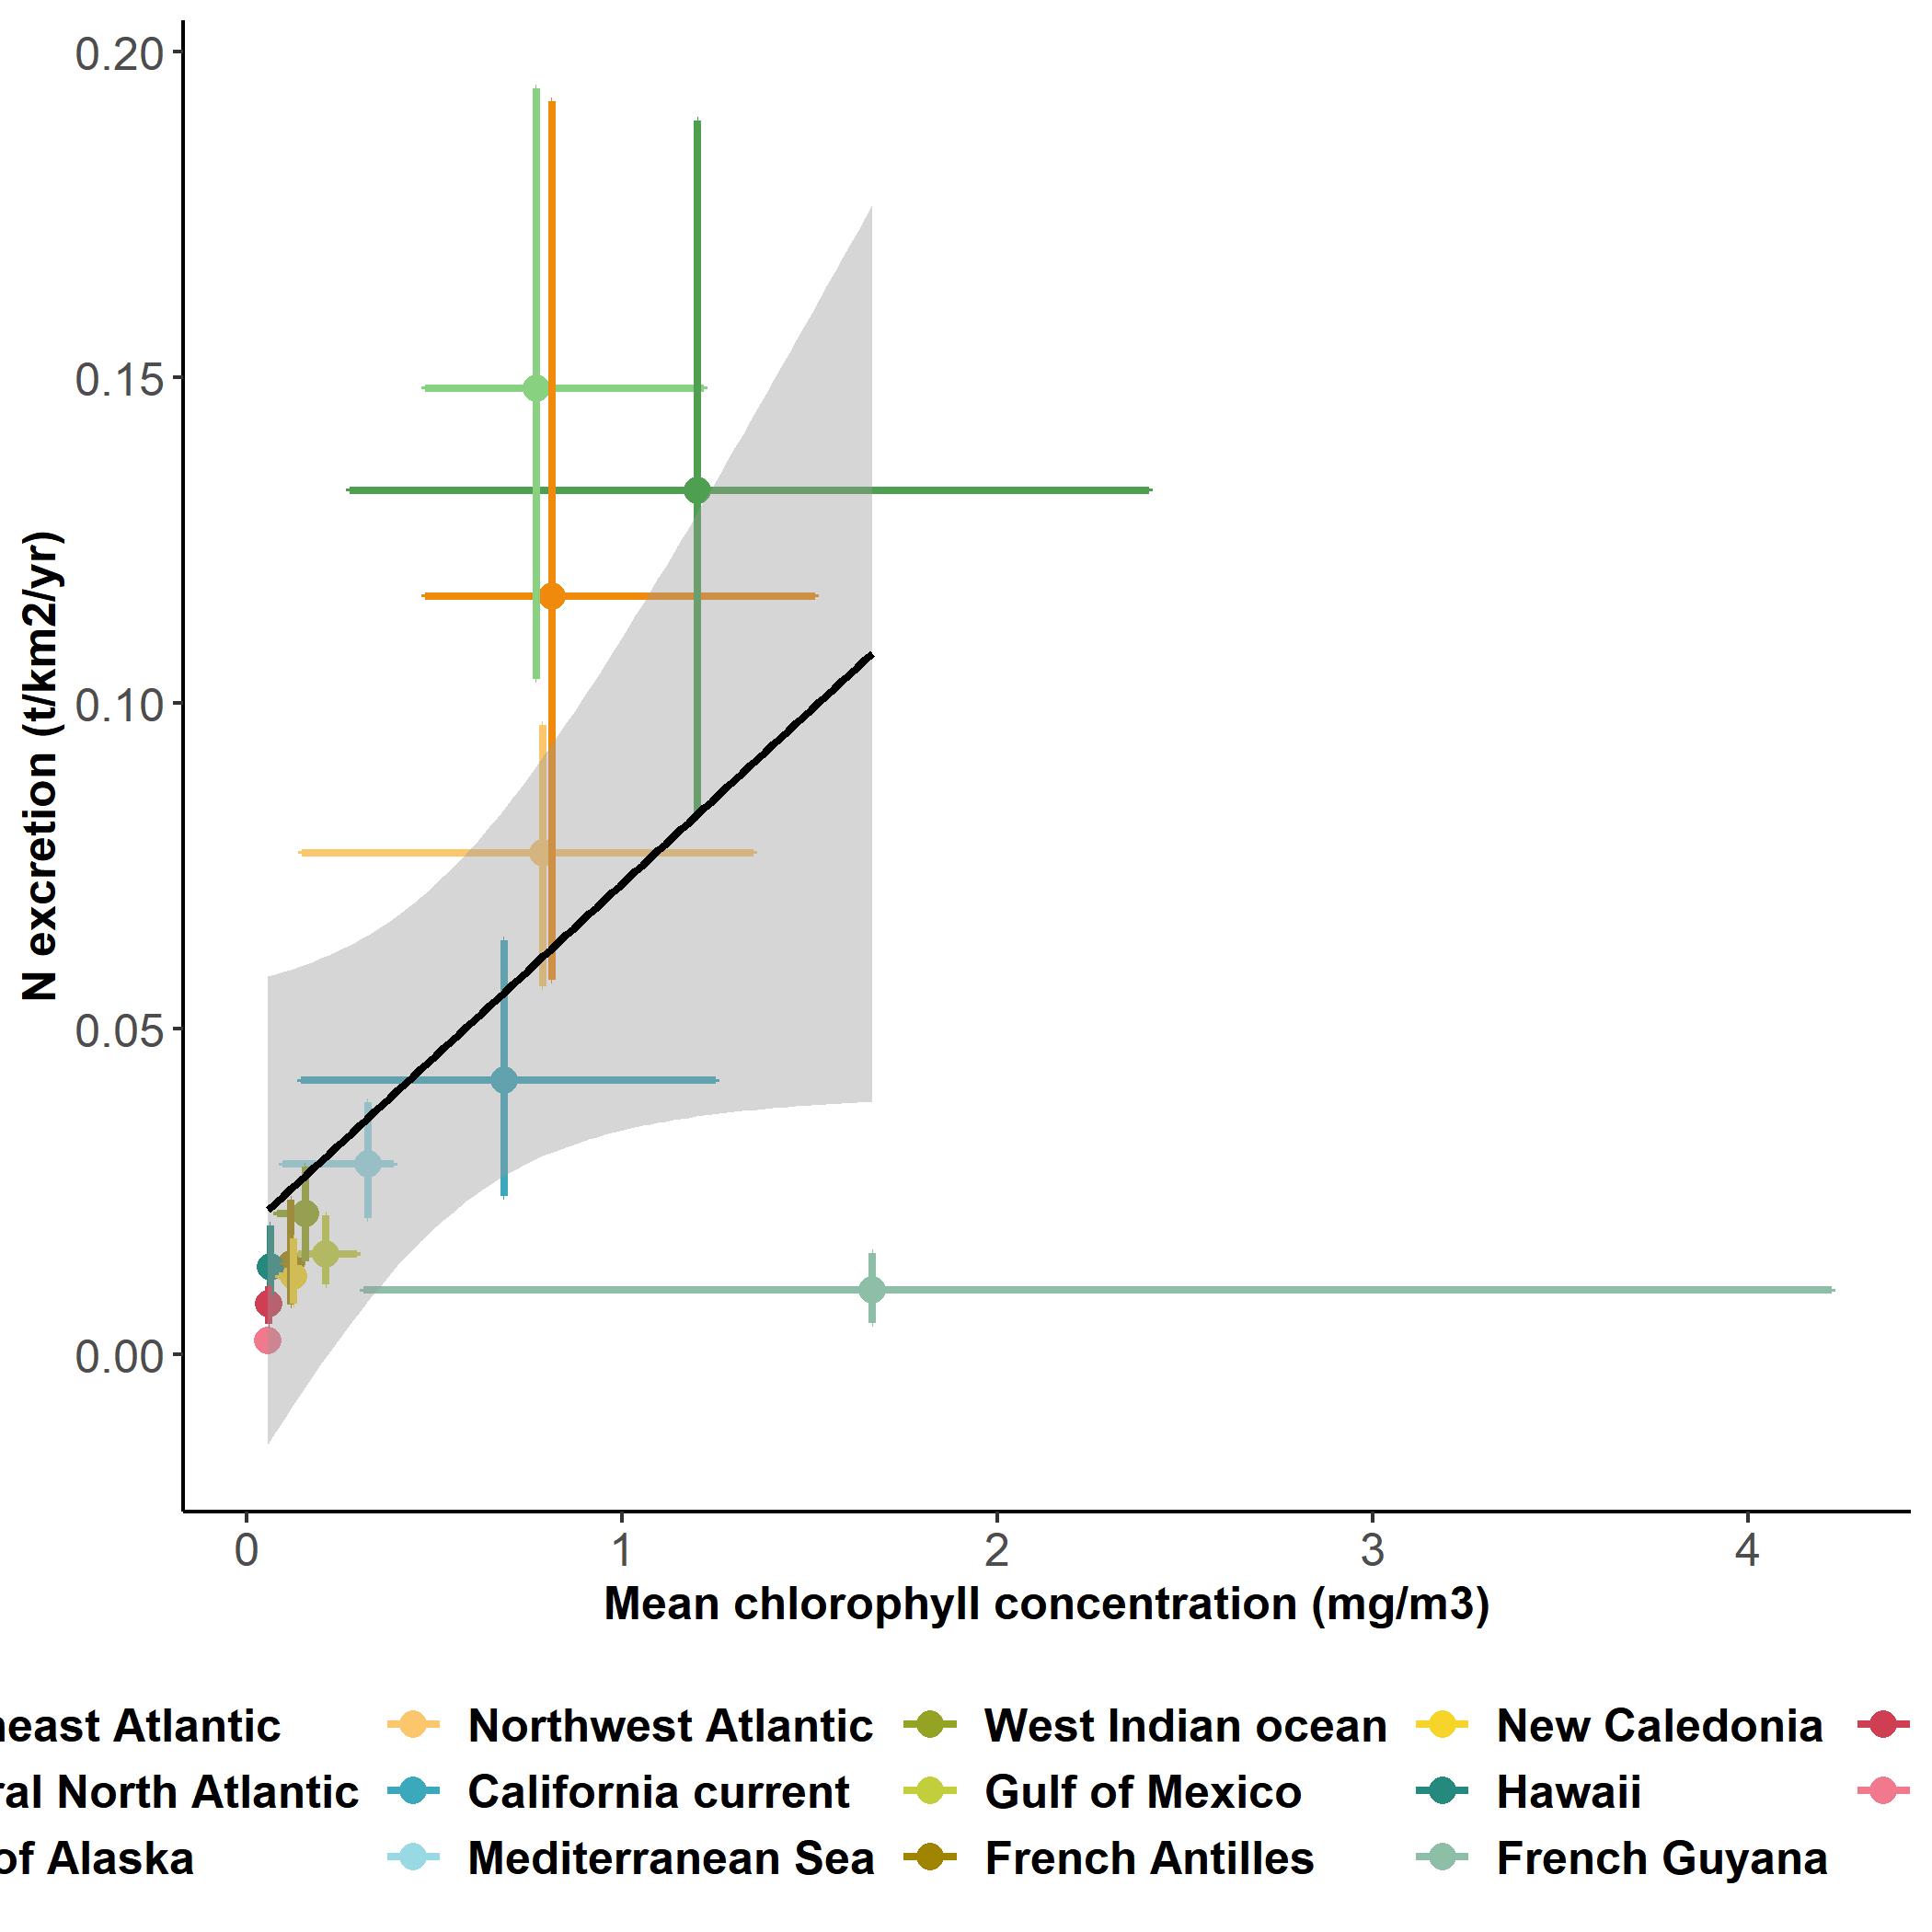 0.20
0.15
0.10
0.05
0.00
N excretion (t/km2/yr)
0 1 2 3 4
Mean chlorophyll concentration (mg/m3)
Atlantic Northwest Atlantic West Indian ocean New Caledonia
North Atlantic California current Gulf of Mexico Hawaii
of Alaska Mediterranean Sea French Antilles French Guyana